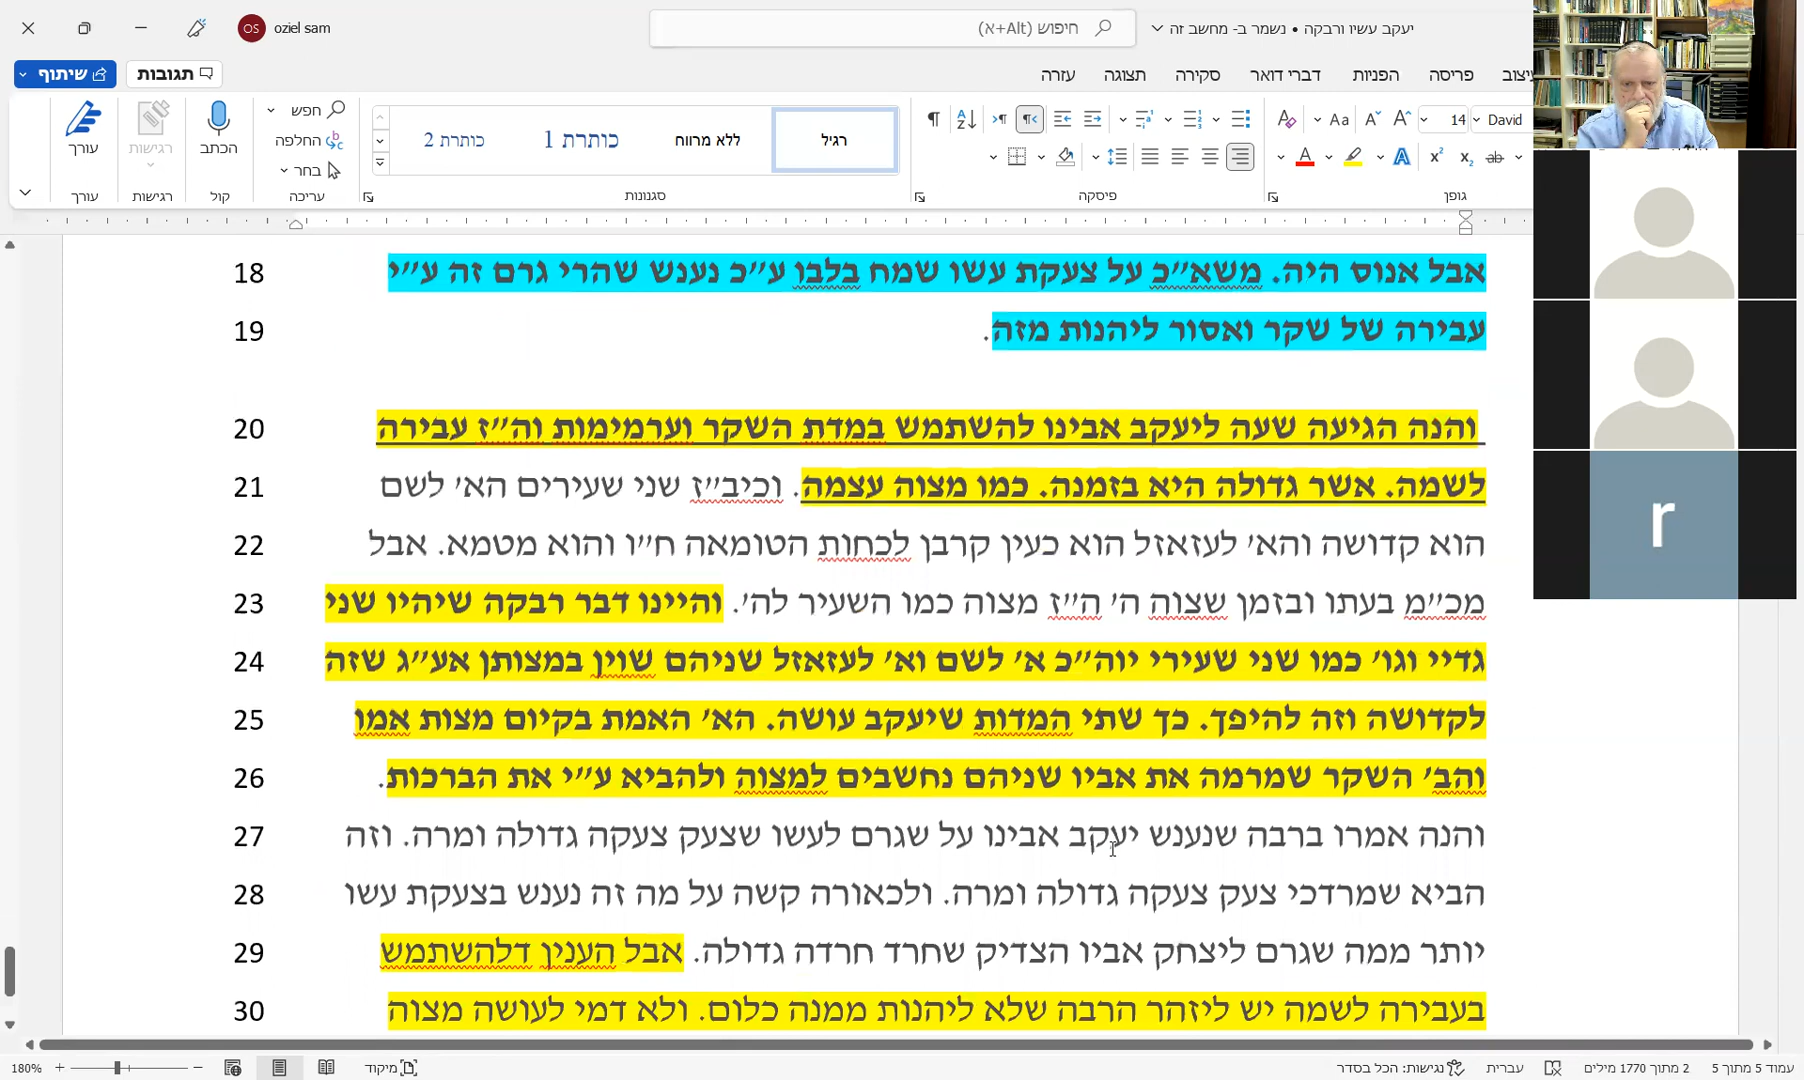 יעקב עשיו ורבקה • נשמר ב- מחשב זה
חיפוש (Alt+א)
oziel sam
OS
עיצוב
פריסה
הפניות
דברי דואר
סקירה
תצוגה
עזרה
תגובות
שיתוף
David
14
גופן
פיסקה
רגיל
ללא מרווח
כותרת 1
כותרת 2
סגנונות
חפש
החלפה
בחר
עריכה
הכתב
קול
רגישות
רגישות
עורך
עורך
אבל אנוס היה. משא״כ על צעקת עשו שמח בלבו ע״כ נענש שהרי גרם זה ע״י 18
עבירה של שקר ואסור ליהנות מזה. 19
והנה הגיעה שעה ליעקב אבינו להשתמש במדת השקר וערמימות וה״ז עבירה 20
לשמה. אשר גדולה היא בזמנה. כמו מצוה עצמה. וכיב״ז שני שעירים הא׳ לשם 21
הוא קדושה והא׳ לעזאזל הוא כעין קרבן לכחות הטומאה ח״ו והוא מטמא. אבל 22
מכ״מ בעתו ובזמן שצוה ה׳ ה״ז מצוה כמו השעיר לה׳. והיינו דבר רבקה שיהיו שני 23
גדיי וגו׳ כמו שני שעירי יוה״כ א׳ לשם וא׳ לעזאזל שניהם שוין במצותן אע״ג שזה 24
לקדושה וזה להיפך. כך שתי המדות שיעקב עושה. הא׳ האמת בקיום מצות אמו 25
והב׳ השקר שמרמה את אביו שניהם נחשבים למצוה ולהביא ע״י את הברכות. 26
והנה אמרו ברבה שנענש יעקב אבינו על שגרם לעשו שצעק צעקה גדולה ומרה. וזה 27
הביא שמרדכי צעק צעקה גדולה ומרה. ולכאורה קשה על מה זה נענש בצעקת עשו 28
יותר ממה שגרם ליצחק אביו הצדיק שחרד חרדה גדולה. אבל הענין דלהשתמש 29
בעבירה לשמה יש ליזהר הרבה שלא ליהנות ממנה כלום. ולא דמי לעושה מצוה 30
r
עמוד 5 מתוך 5
2 מתוך 1770 מילים
עברית
נגישות: הכל בסדר
מיקוד
180%